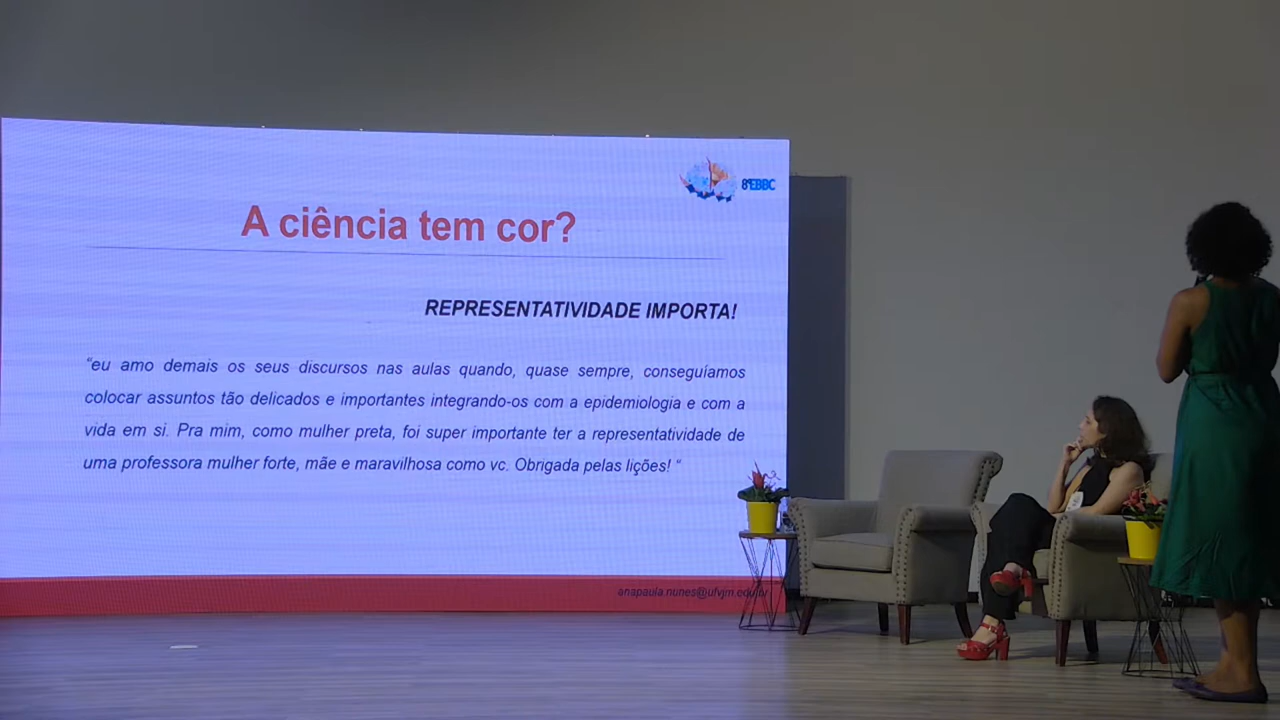 8ºEBBC
A ciência tem cor?
REPRESENTATIVIDADE IMPORTA!
“eu amo demais os seus discursos nas aulas quando, quase sempre, conseguíamos
colocar assuntos tão delicados e importantes integrando-os com a epidemiologia e com a
vida em si. Pra mim, como mulher preta, foi super importante ter a representatividade de
uma professora mulher forte, mãe e maravilhosa como vc. Obrigada pelas lições! “
anapaula.nunes@ufvjm.edu.br